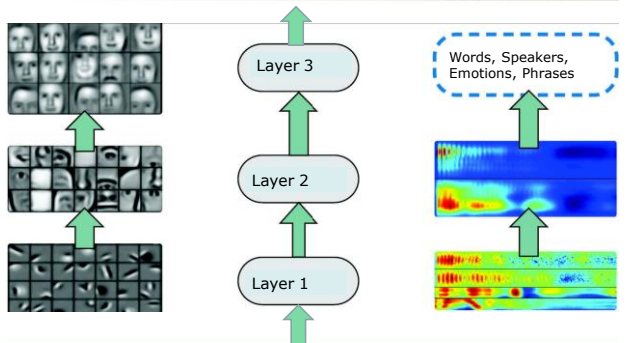 Layer 3
Words, Speakers,
Emotions, Phrases
Layer 2
Layer 1